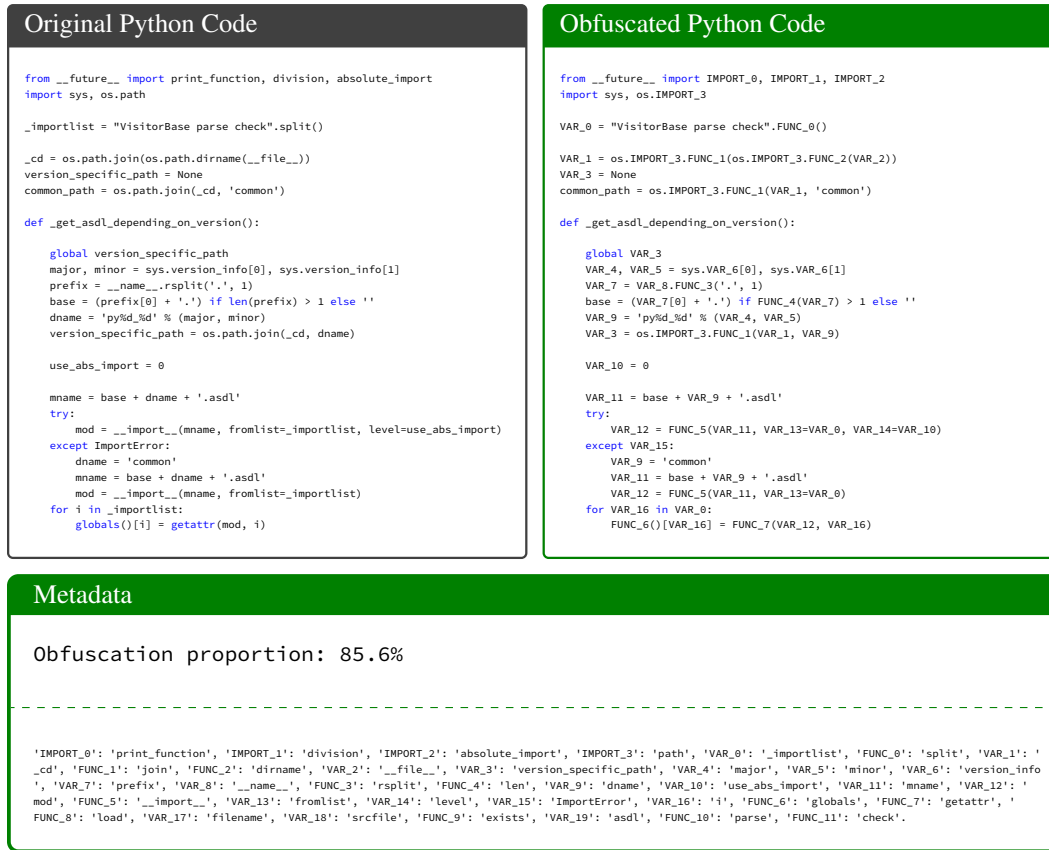 Original Python Code
from __future__ import print_function, division, absolute_import
import sys, os.path
_importlist = "VisitorBase parse check".split()
_cd = os.path.join(os.path.dirname(__file__))
version_specific_path = None
common_path = os.path.join(_cd, 'common')
def _get_asdl_depending_on_version():
    global version_specific_path
    major, minor = sys.version_info[0], sys.version_info[1]
    prefix = __name__.rsplit('.', 1)
    base = (prefix[0] + '.') if len(prefix) > 1 else ''
    dname = 'py%d_%d' % (major, minor)
    version_specific_path = os.path.join(_cd, dname)
    use_abs_import = 0
    mname = base + dname + '.asdl'
    try:
        mod = __import__(mname, fromlist=_importlist, level=use_abs_import)
    except ImportError:
        dname = 'common'
        mname = base + dname + '.asdl'
        mod = __import__(mname, fromlist=_importlist)
    for i in _importlist:
        globals()[i] = getattr(mod, i)
Obfuscated Python Code
from __future__ import IMPORT_0, IMPORT_1, IMPORT_2
import sys, os.IMPORT_3
VAR_0 = "VisitorBase parse check".FUNC_0()
VAR_1 = os.IMPORT_3.FUNC_1(os.IMPORT_3.FUNC_2(VAR_2))
VAR_3 = None
common_path = os.IMPORT_3.FUNC_1(VAR_1, 'common')
def _get_asdl_depending_on_version():
    global VAR_3
    VAR_4, VAR_5 = sys.VAR_6[0], sys.VAR_6[1]
    VAR_7 = VAR_8.FUNC_3('.', 1)
    base = (VAR_7[0] + '.') if FUNC_4(VAR_7) > 1 else ''
    VAR_9 = 'py%d_%d' % (VAR_4, VAR_5)
    VAR_3 = os.IMPORT_3.FUNC_1(VAR_1, VAR_9)
    VAR_10 = 0
    VAR_11 = base + VAR_9 + '.asdl'
    try:
        VAR_12 = FUNC_5(VAR_11, VAR_13=VAR_0, VAR_14=VAR_10)
    except VAR_15:
        VAR_9 = 'common'
        VAR_11 = base + VAR_9 + '.asdl'
        VAR_12 = FUNC_5(VAR_11, VAR_13=VAR_0)
    for VAR_16 in VAR_0:
        FUNC_6()[VAR_16] = FUNC_7(VAR_12, VAR_16)
Metadata
Obfuscation proportion: 85.6%
'IMPORT_0': 'print_function', 'IMPORT_1': 'division', 'IMPORT_2': 'absolute_import', 'IMPORT_3': 'path', 'VAR_0': '_importlist', 'FUNC_0': 'split', 'VAR_1': '
_cd', 'FUNC_1': 'join', 'FUNC_2': 'dirname', 'VAR_2': '__file__', 'VAR_3': 'version_specific_path', 'VAR_4': 'major', 'VAR_5': 'minor', 'VAR_6': 'version_info
', 'VAR_7': 'prefix', 'VAR_8': '__name__', 'FUNC_3': 'rsplit', 'FUNC_4': 'len', 'VAR_9': 'dname', 'VAR_10': 'use_abs_import', 'VAR_11': 'mname', 'VAR_12': '
mod', 'FUNC_5': '__import__', 'VAR_13': 'fromlist', 'VAR_14': 'level', 'VAR_15': 'ImportError', 'VAR_16': 'i', 'FUNC_6': 'globals', 'FUNC_7': 'getattr', '
FUNC_8': 'load', 'VAR_17': 'filename', 'VAR_18': 'srcfile', 'FUNC_9': 'exists', 'VAR_19': 'asdl', 'FUNC_10': 'parse', 'FUNC_11': 'check'.